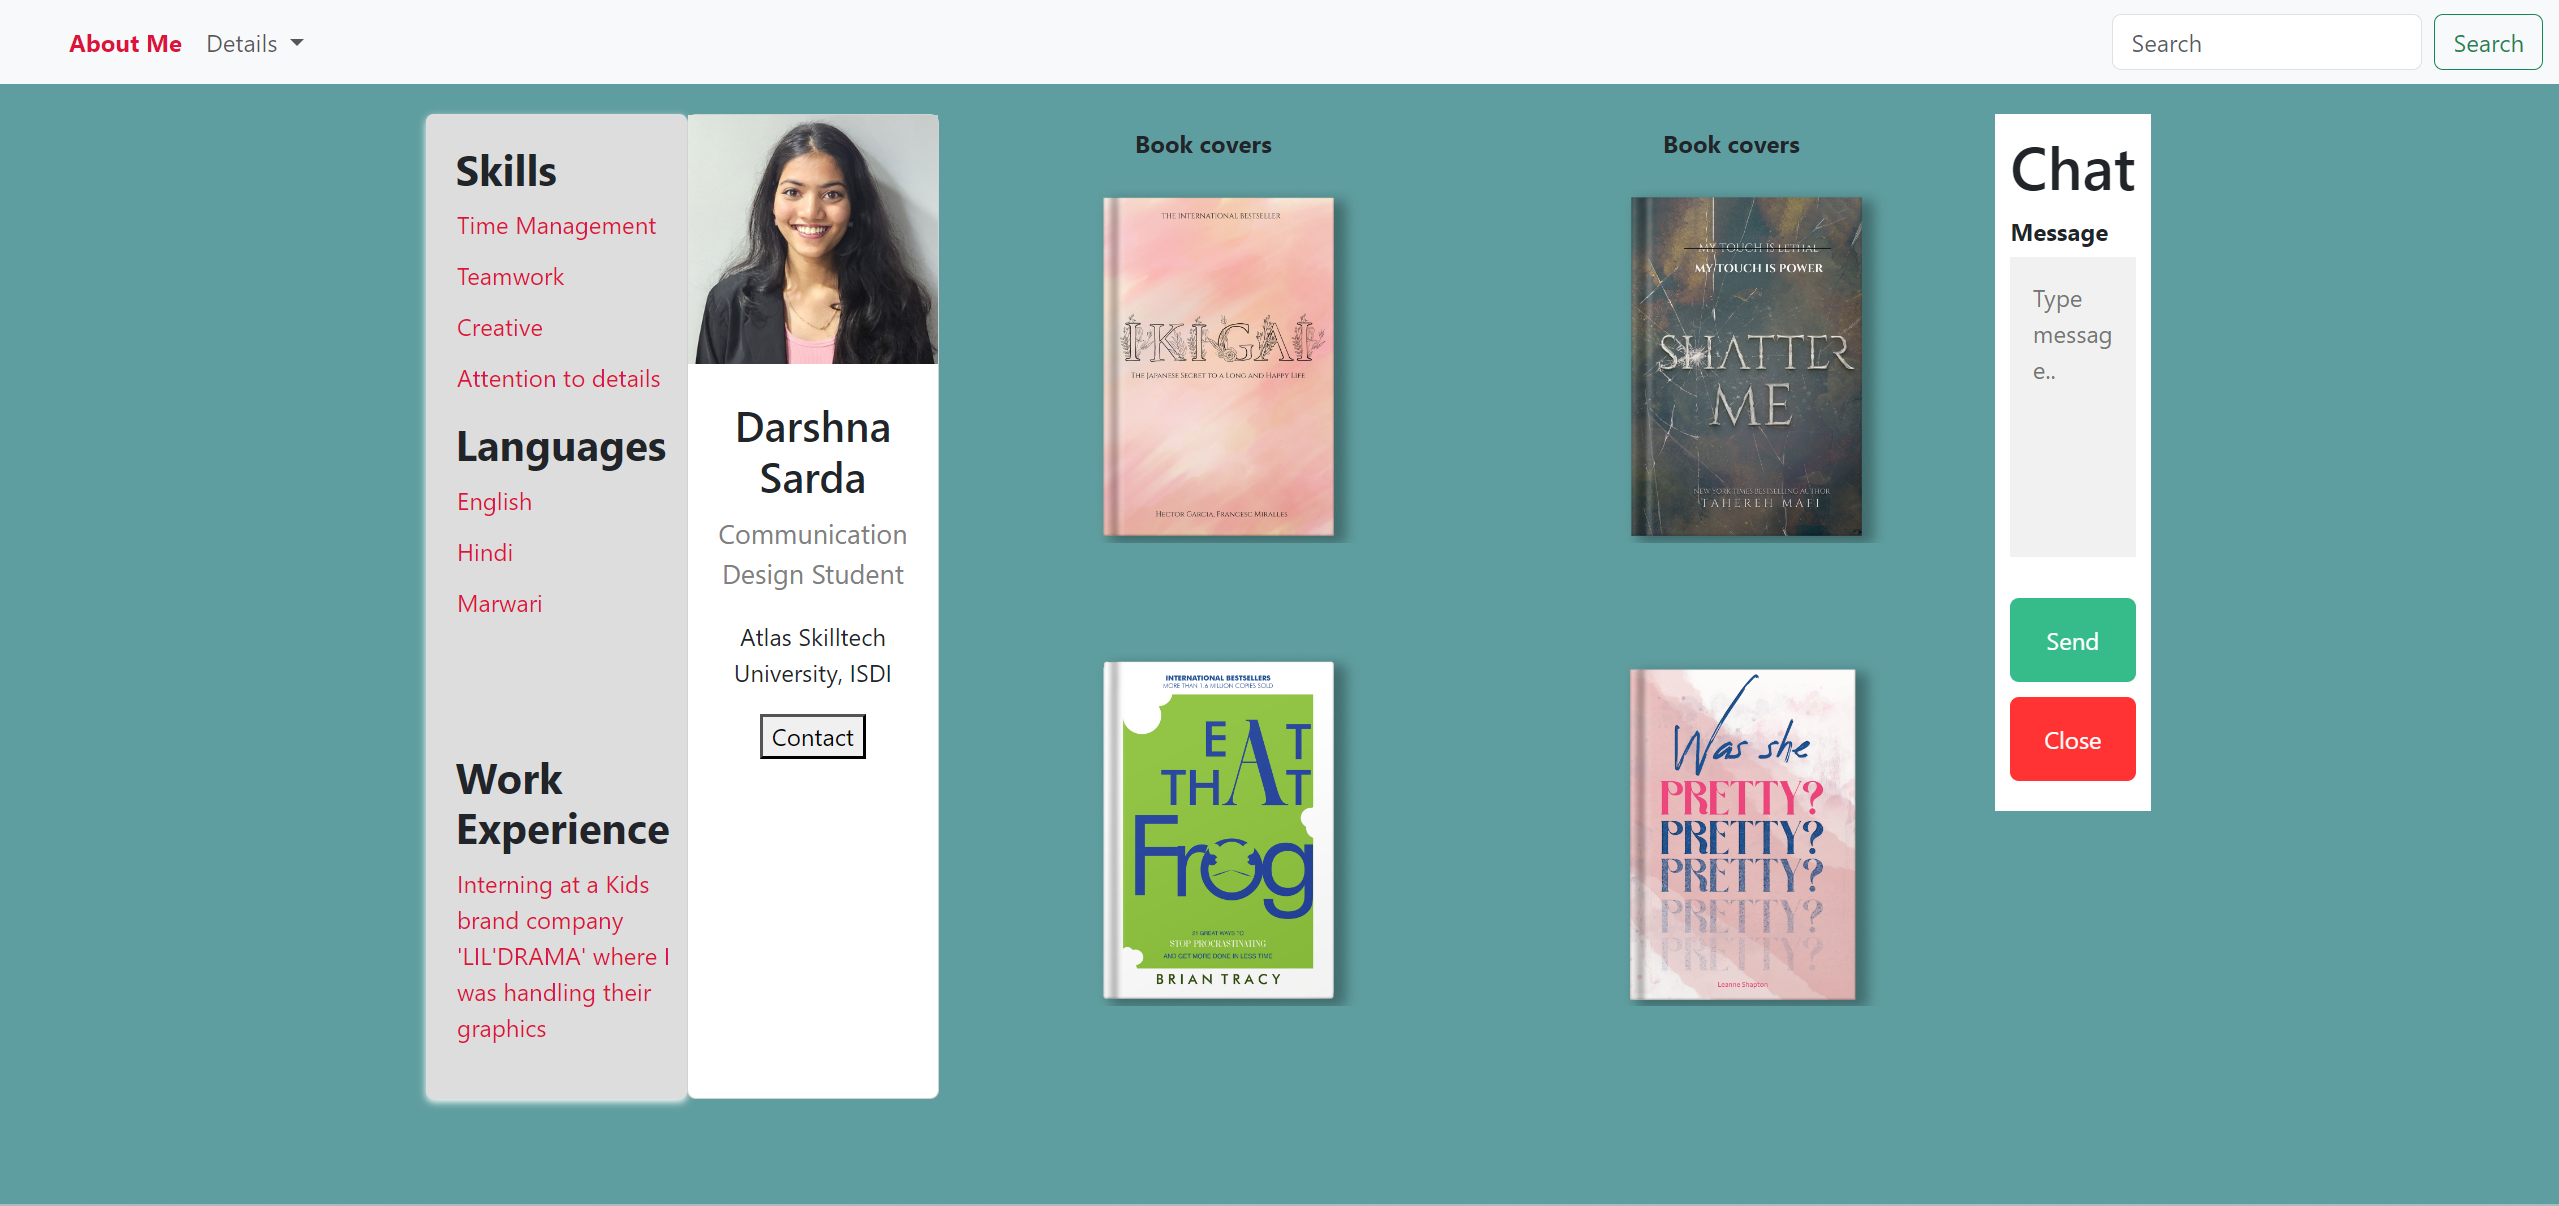 About Me
Details
Search
Search
Skills
Time Management
Teamwork
Creative
Attention to details
Languages
English
Hindi
Marwari
Work
Experience
Interning at a Kids
brand company
'LIL'DRAMA' where I
was handling their
graphics
Darshna
Sarda
Communication
Design Student
Atlas Skilltech
University, ISDI
Contact
Book covers
THE INTERNATIONAL BESTSELLER
IKIGAI
THE JAPANESE SECRET TO A LONG AND HAPPY LIFE
HECTOR GARCIA, FRANCESC MIRALLES
INTERNATIONAL BESTSELLERS
MORE THAN 1.6 MILLION COPIES SOLD
EAT
THAT
Frog
21 GREAT WAYS TO
STOP PROCRASTINATING
AND GET MORE DONE IN LESS TIME
BRIAN TRACY
Book covers
MY TOUCH IS LETHAL
MY TOUCH IS POWER
SHATTER
ME
NEW YORK TIMES BESTSELLING AUTHOR
TAHEREH MAFI
Was she
PRETTY?
PRETTY?
PRETTY?
PRETTY?
PRETTY?
Leanne Shapton
Chat
Message
Type
messag
e..
Send
Close